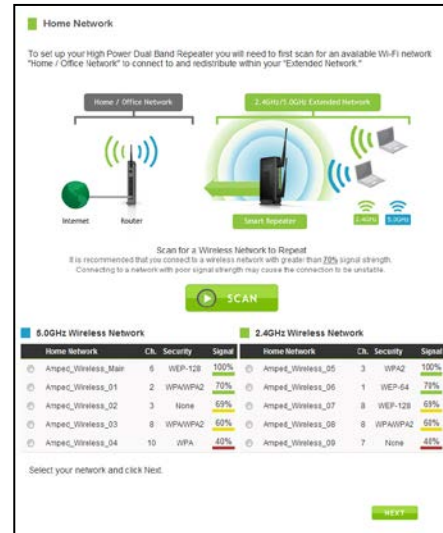 Home Network
To set up your High Power Dual Band Repeater you will need to first scan for an available Wi-Fi network
"Home / Office Network" to connect to and redistribute within your "Extended Network."
Home / Office Network
2.4GHz/5.0GHz Extended Network
Internet
Router
Smart Repeater
2.4GHz
5.0GHz
Scan for a Wireless Network to Repeat
It is recommended that you connect to a wireless network with greater than 70% signal strength.
Connecting to a network with poor signal strength may cause the connection to be unstable.
SCAN
5.0GHz Wireless Network
Home Network Ch. Security Signal
Amped_Wireless_Main 6 WEP-128 100%
Amped_Wireless_01 2 WPA/WPA2 70%
Amped_Wireless_02 3 None 69%
Amped_Wireless_03 8 WPA/WPA2 60%
Amped_Wireless_04 10 WPA 40%
2.4GHz Wireless Network
Home Network Ch. Security Signal
Amped_Wireless_05 3 WPA2 100%
Amped_Wireless_06 1 WEP-64 70%
Amped_Wireless_07 8 WEP-128 69%
Amped_Wireless_08 8 WPA/WPA2 60%
Amped_Wireless_09 7 None 40%
Select your network and click Next.
NEXT